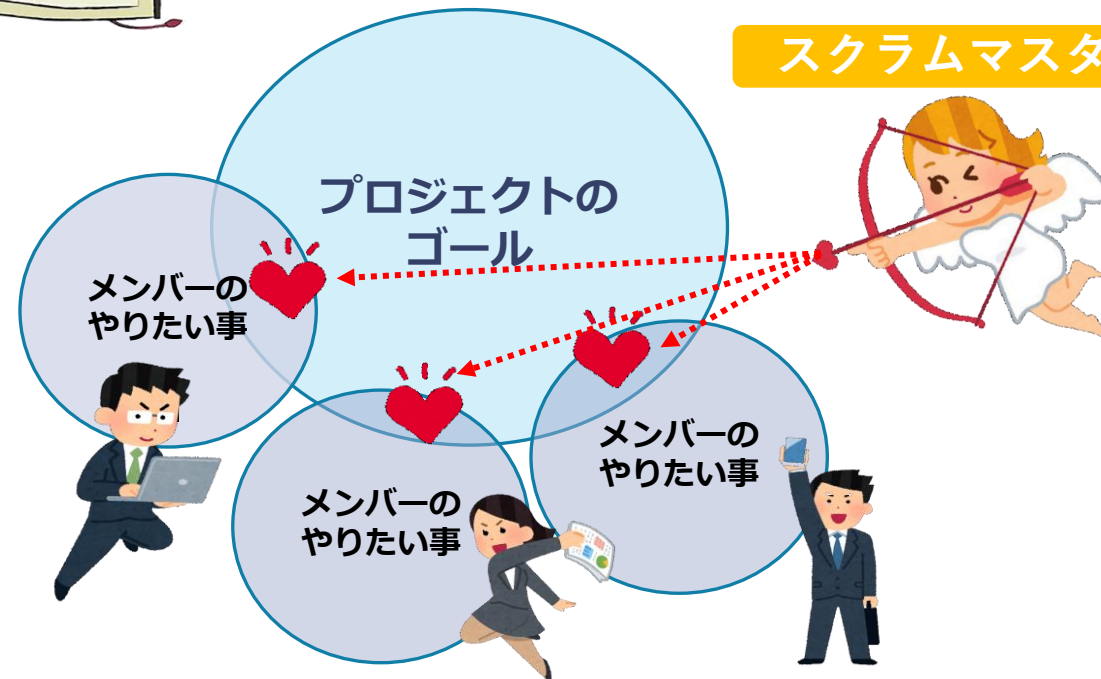 スクラムマスタ
プロジェクトの
ゴール
メンバーの
やりたい事
メンバーの
やりたい事
メンバーの
やりたい事